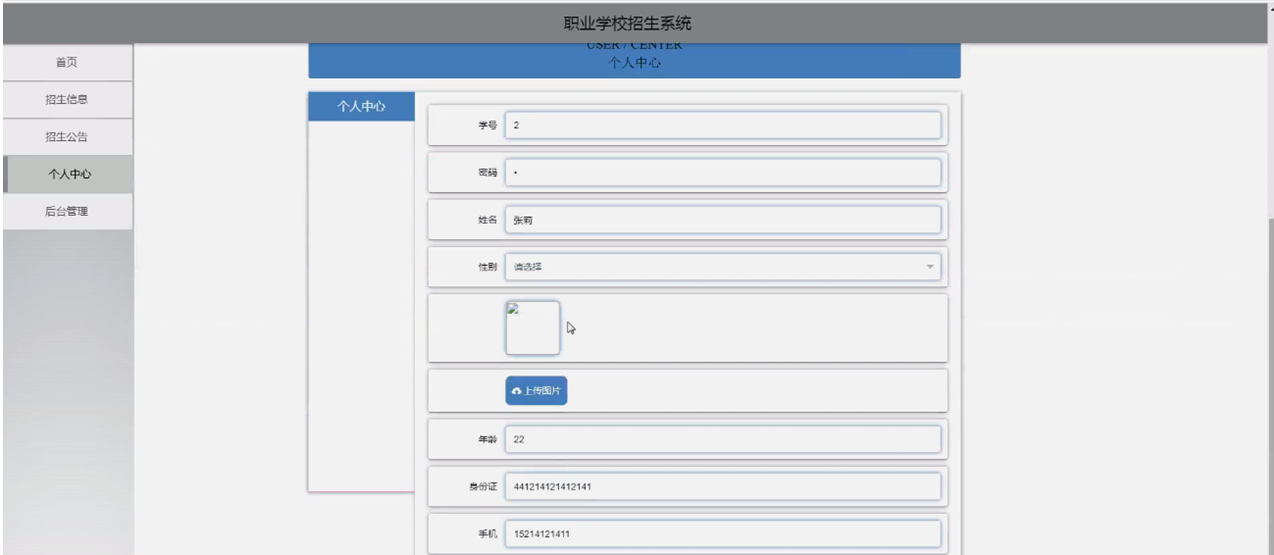 职业学校招生系统
首页
招生信息
招生公告
个人中心
后台管理
USER / CENTER
个人中心
个人中心
学号 2
密码 •
姓名 张莉
性别 请选择
上传图片
年龄 22
身份证 441214121412141
手机 15214121411